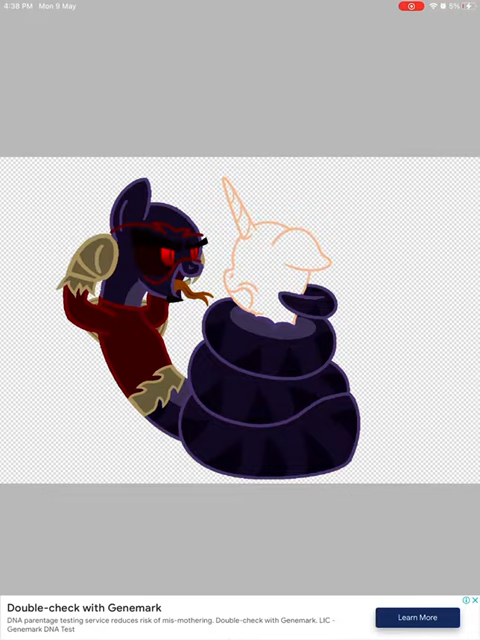 4:38 PM Mon 9 May
5%
Double-check with Genemark
DNA parentage testing service reduces risk of mis-mothering. Double-check with Genemark. LIC -
Genemark DNA Test
Learn More